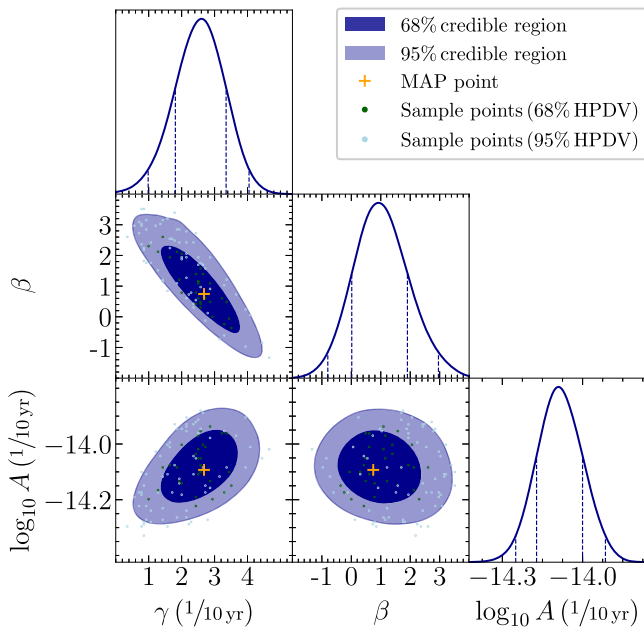 68% credible region
95% credible region
MAP point
Sample points (68% HPDV)
Sample points (95% HPDV)
3
2
1
0
-1
β
−14.0
−14.2
log₁₀ A (1/10 yr)
1 2 3 4
γ (1/10 yr)
-1 0 1 2 3
β
−14.3 −14.0
log₁₀ A (1/10 yr)